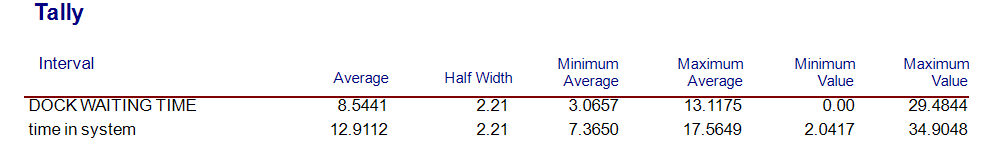 Tally
Interval Average Half Width Minimum Average Maximum Average Minimum Value Maximum Value
DOCK WAITING TIME 8.5441 2.21 3.0657 13.1175 0.00 29.4844
time in system 12.9112 2.21 7.3650 17.5649 2.0417 34.9048